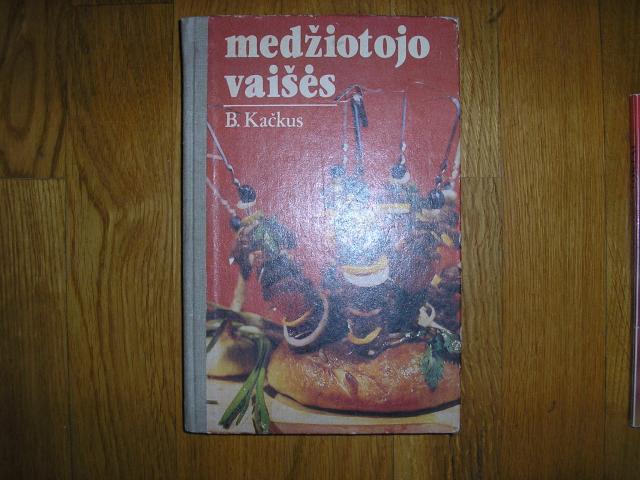 medžiotojo
vaišės
B. Kačkus